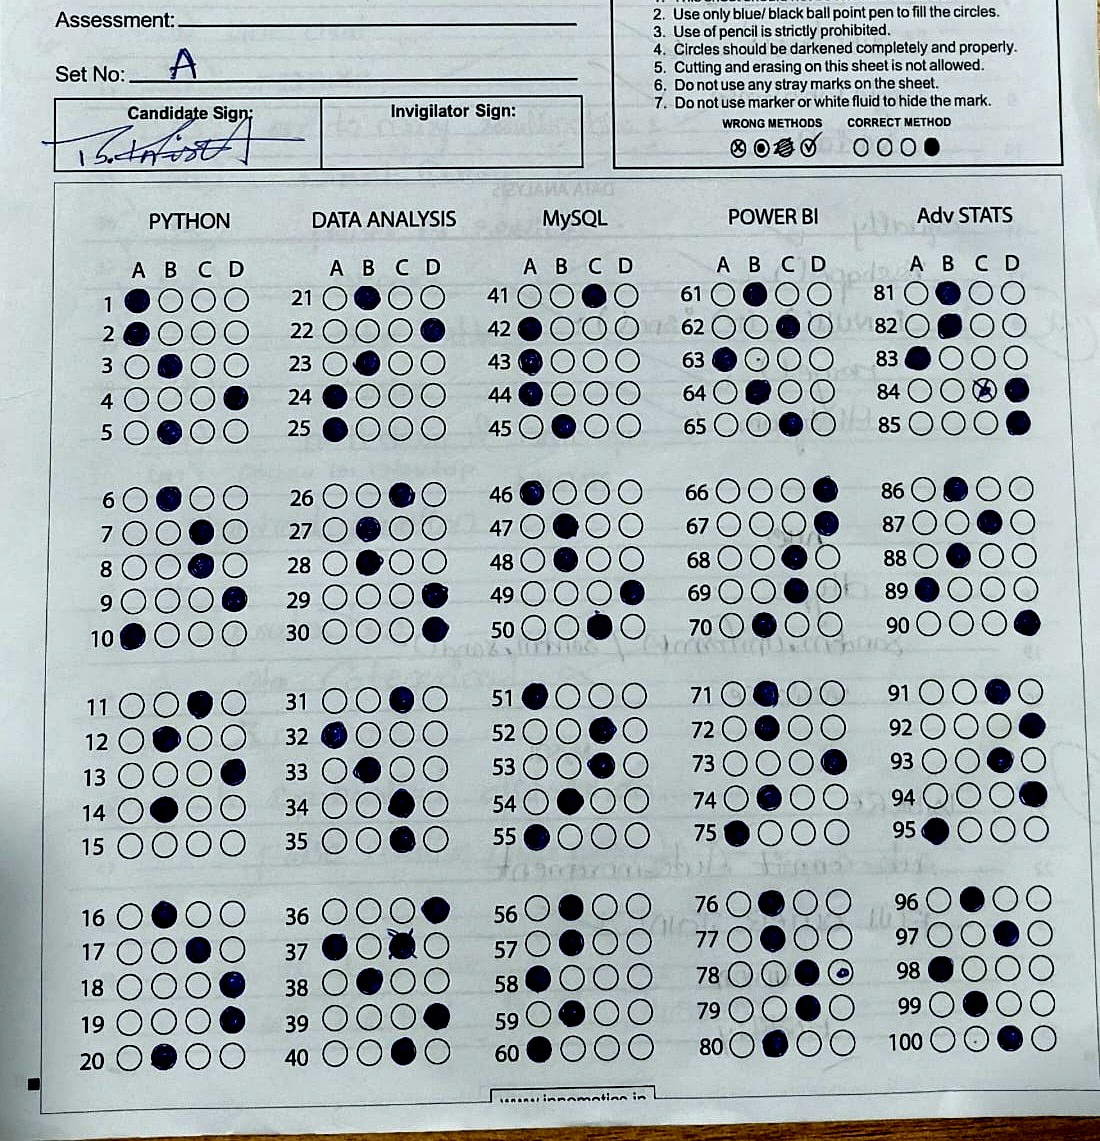 Assessment:
Set No: A
Candidate Sign:
Invigilator Sign:
2. Use only blue/ black ball point pen to fill the circles.
3. Use of pencil is strictly prohibited.
4. Circles should be darkened completely and properly.
5. Cutting and erasing on this sheet is not allowed.
6. Do not use any stray marks on the sheet.
7. Do not use marker or white fluid to hide the mark.
WRONG METHODS CORRECT METHOD
PYTHON DATA ANALYSIS MySQL POWER BI Adv STATS
A B C D A B C D A B C D A B C D A B C D
1 21 41 61 81
2 22 42 62 82
3 23 43 63 83
4 24 44 64 84
5 25 45 65 85
6 26 46 66 86
7 27 47 67 87
8 28 48 68 88
9 29 49 69 89
10 30 50 70 90
11 31 51 71 91
12 32 52 72 92
13 33 53 73 93
14 34 54 74 94
15 35 55 75 95
16 36 56 76 96
17 37 57 77 97
18 38 58 78 98
19 39 59 79 99
20 40 60 80 100